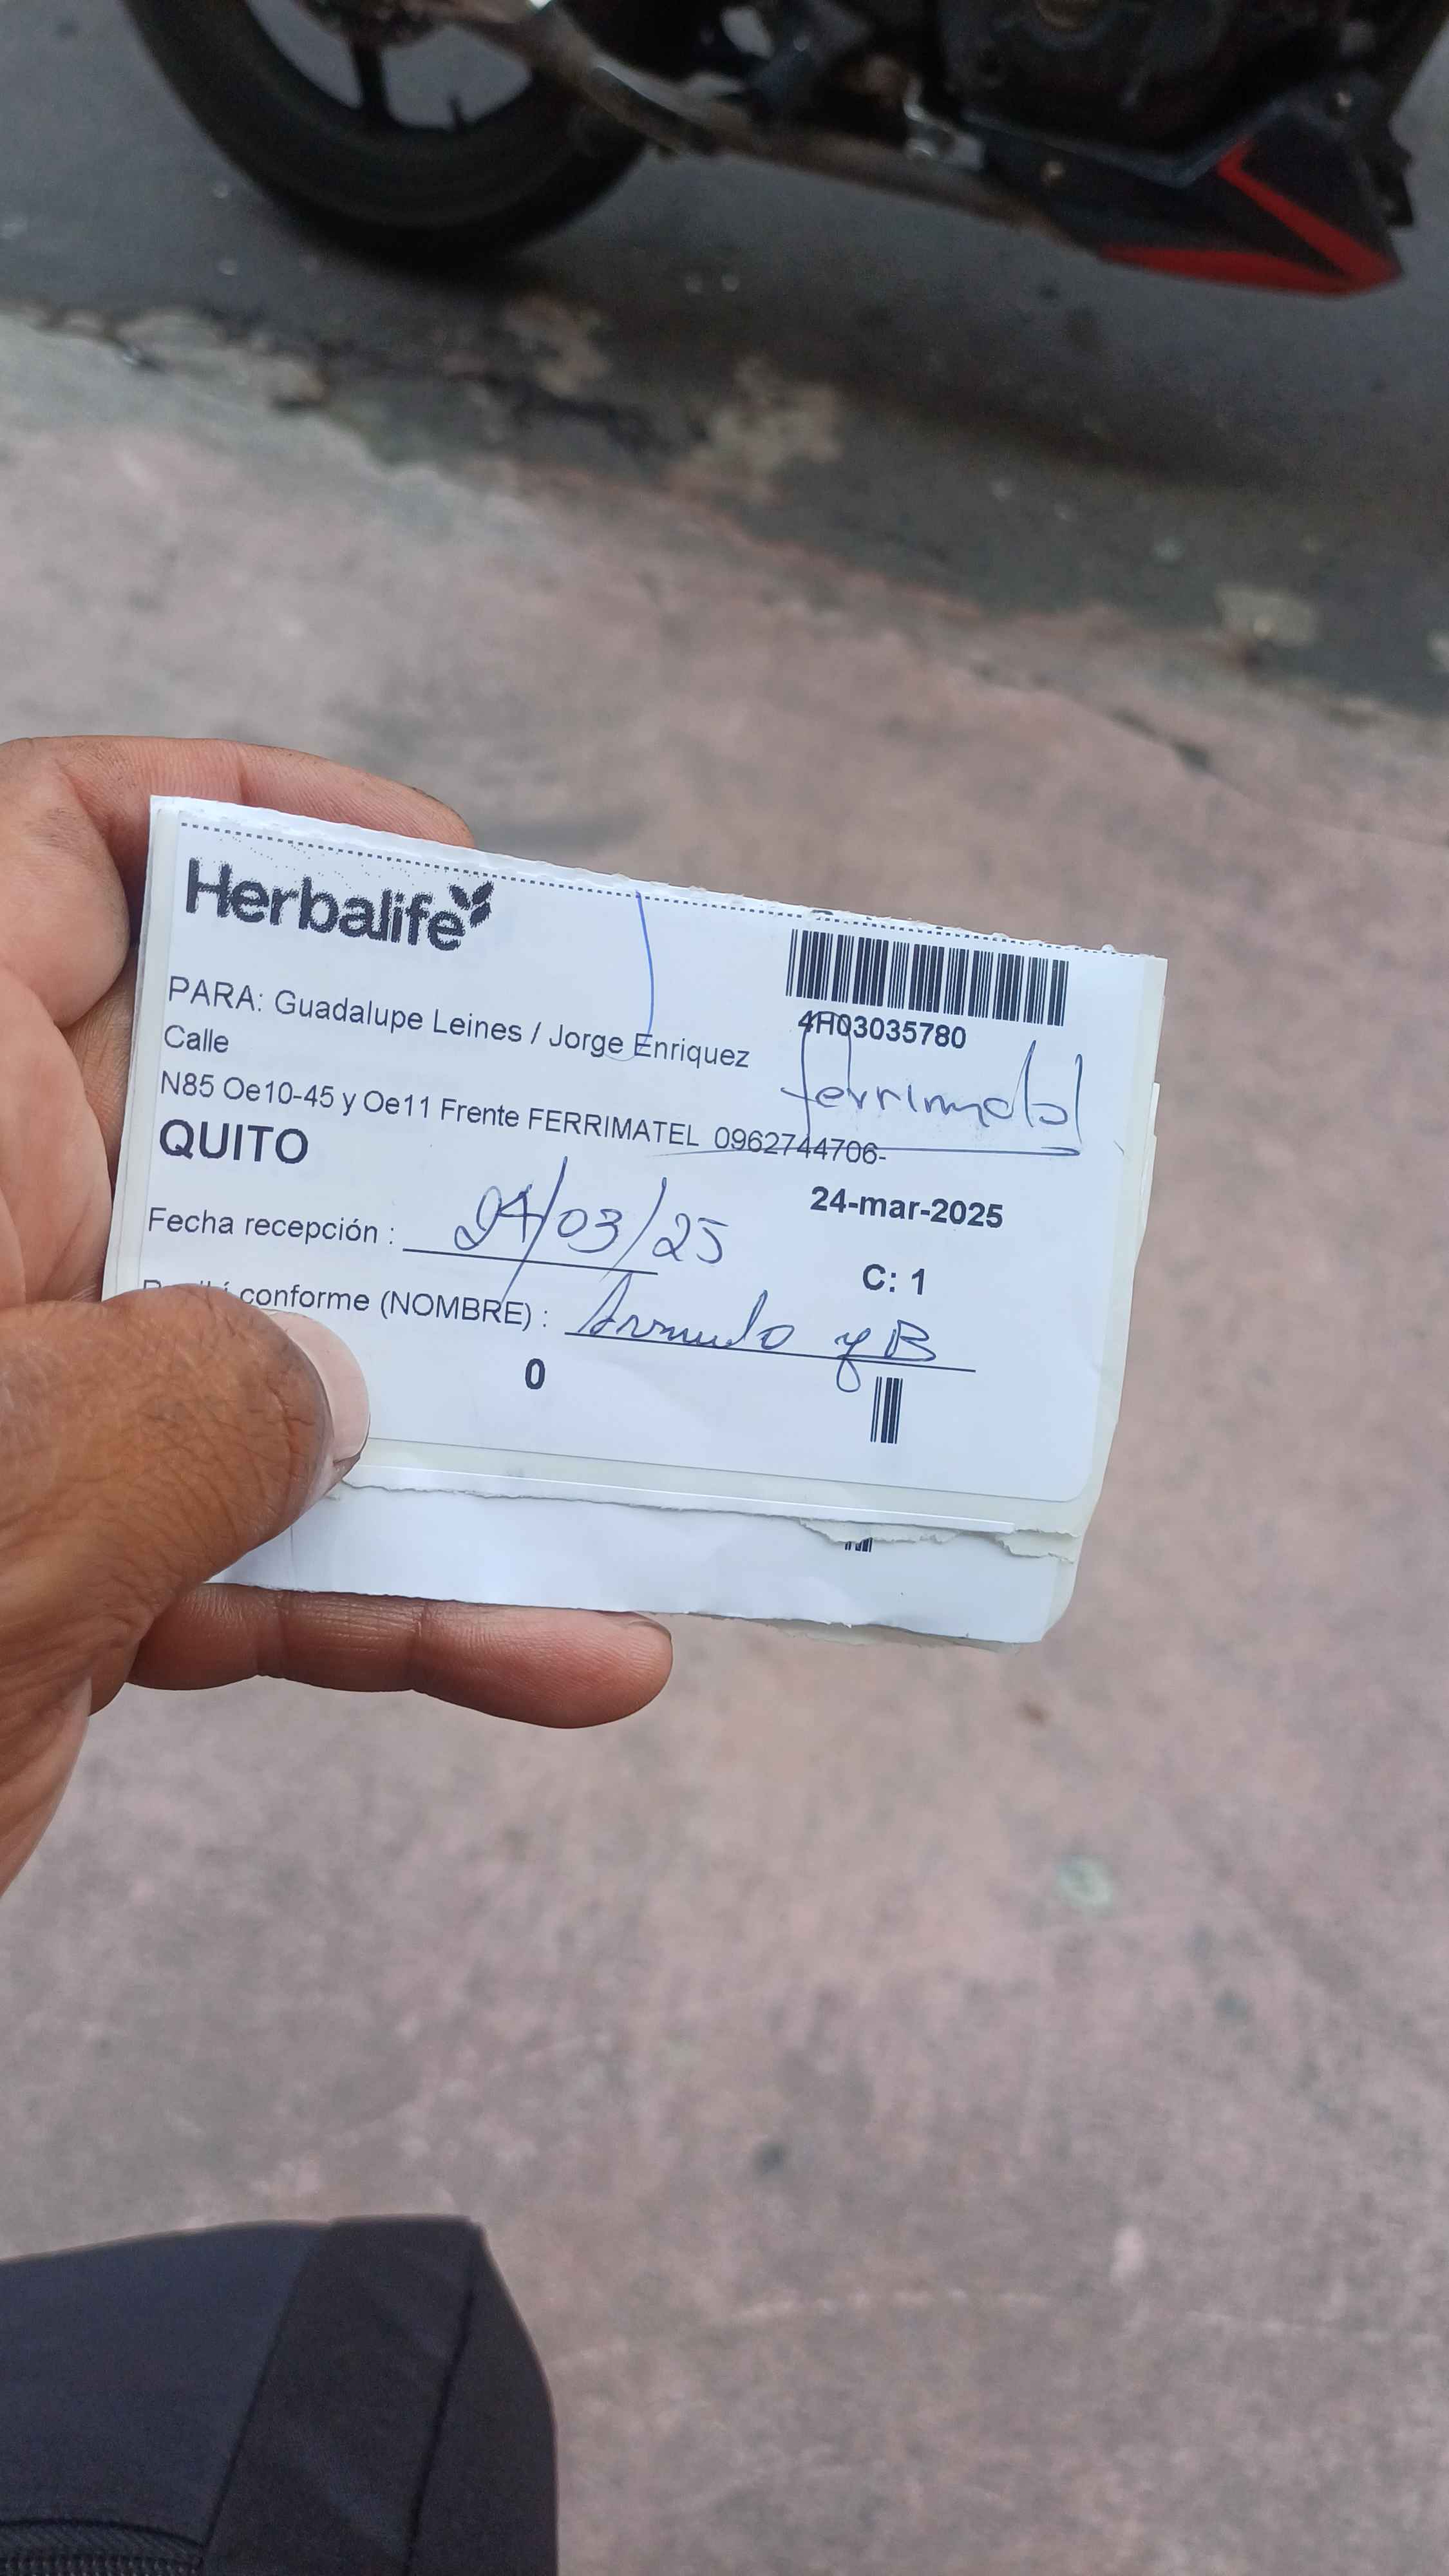 Herbalife
4H03035780
PARA: Guadalupe Leines / Jorge Enriquez
Calle
ferrimatel
N85 Oe10-45 y Oe11 Frente FERRIMATEL 0962744706-
QUITO
24-mar-2025
Fecha recepción : 24/03/25
C: 1
conforme (NOMBRE) : y B
0